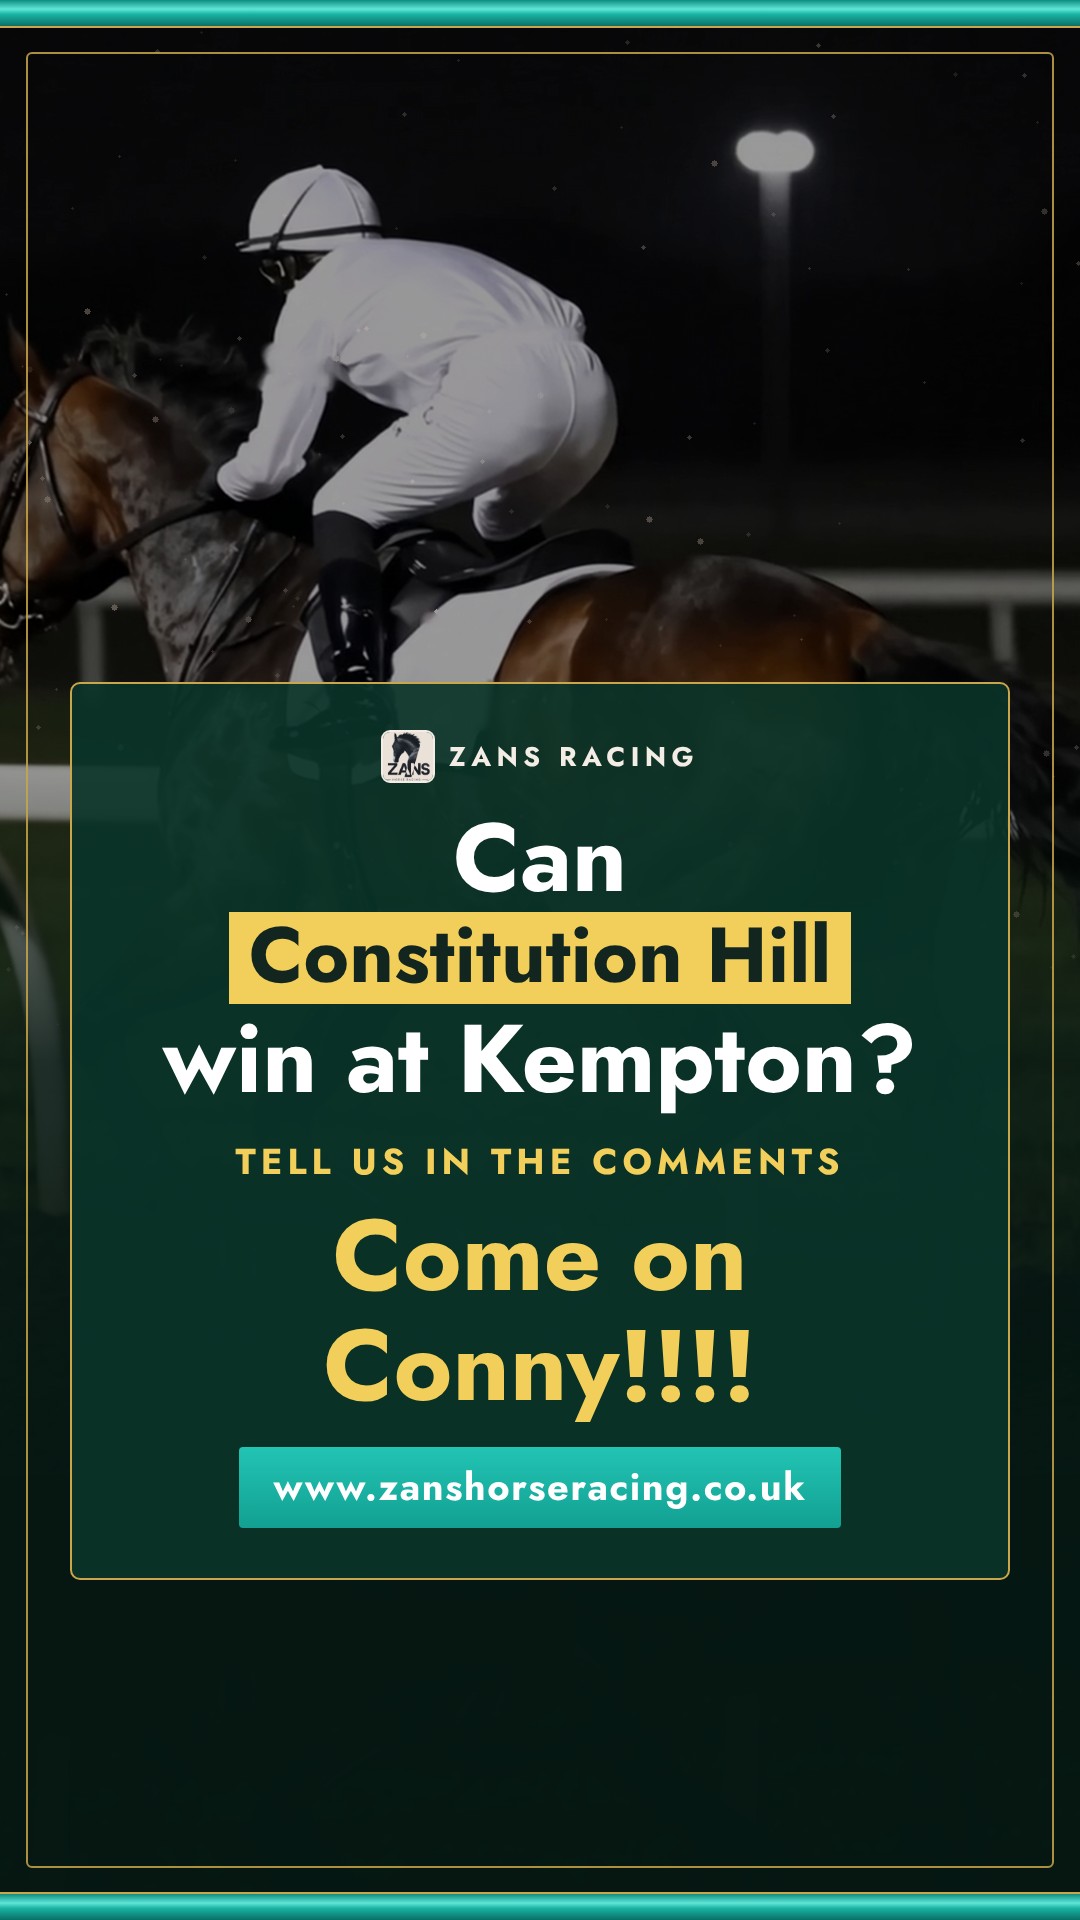 ZANS
ZANS RACING
Can
Constitution Hill
win at Kempton?
TELL US IN THE COMMENTS
Come on
Conny!!!!
www.zanshorseracing.co.uk